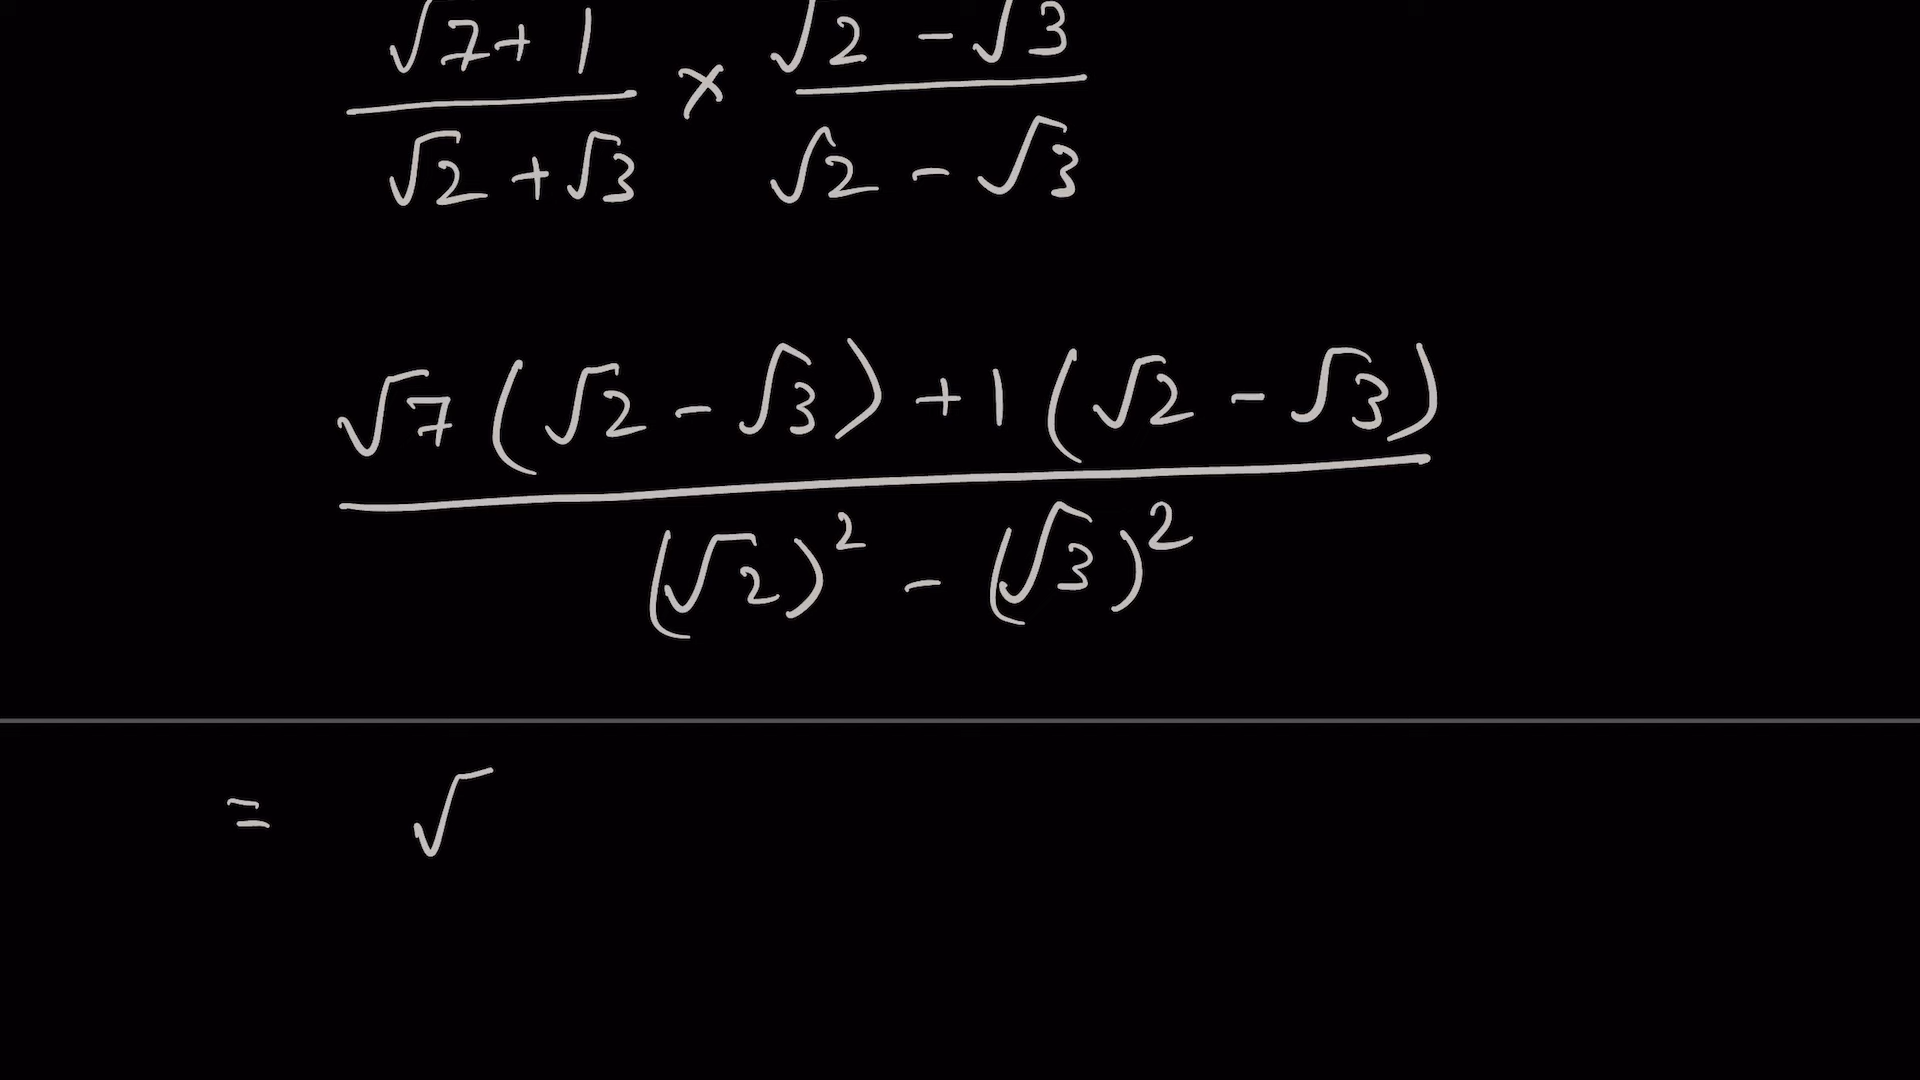 √7 + 1 × √2 - √3
√2 + √3 √2 - √3
√7 (√2 - √3) + 1 (√2 - √3)
(√2)² - (√3)²
= √